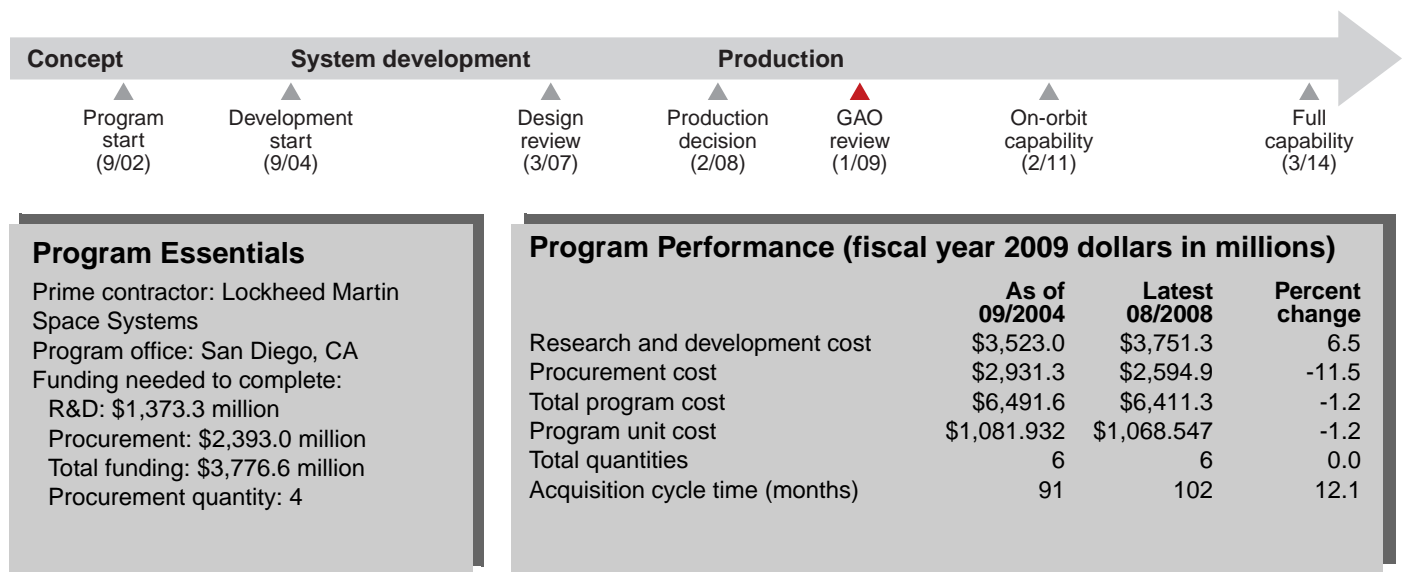 Concept System development Production
Program start (9/02)
Development start (9/04)
Design review (3/07)
Production decision (2/08)
GAO review (1/09)
On-orbit capability (2/11)
Full capability (3/14)
Program Essentials
Prime contractor: Lockheed Martin
Space Systems
Program office: San Diego, CA
Funding needed to complete:
R&D: $1,373.3 million
Procurement: $2,393.0 million
Total funding: $3,776.6 million
Procurement quantity: 4
Program Performance (fiscal year 2009 dollars in millions)
As of 09/2004 Latest 08/2008 Percent change
Research and development cost $3,523.0 $3,751.3 6.5
Procurement cost $2,931.3 $2,594.9 -11.5
Total program cost $6,491.6 $6,411.3 -1.2
Program unit cost $1,081.932 $1,068.547 -1.2
Total quantities 6 6 0.0
Acquisition cycle time (months) 91 102 12.1